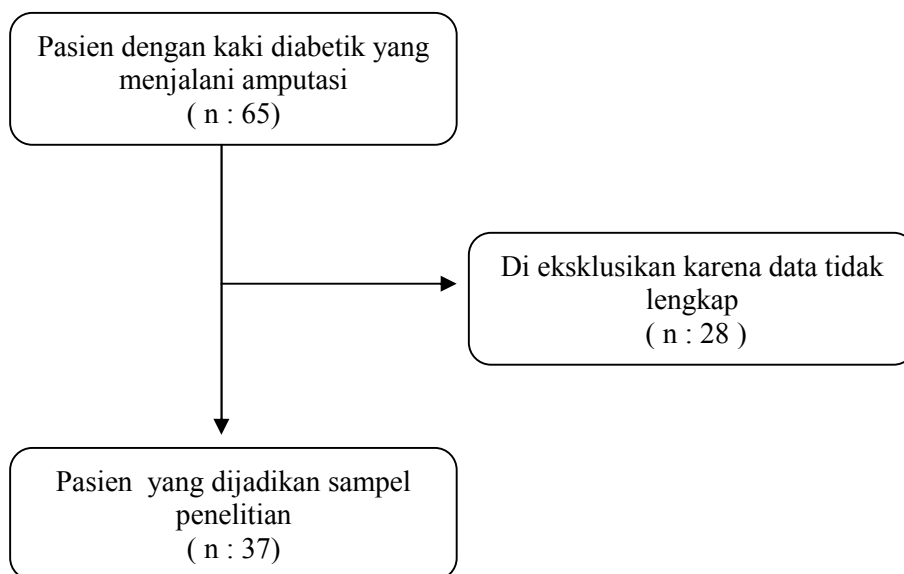 Pasien dengan kaki diabetik yang
menjalani amputasi
( n : 65)
Di eksklusikan karena data tidak
lengkap
( n : 28 )
Pasien  yang dijadikan sampel
penelitian
( n : 37)